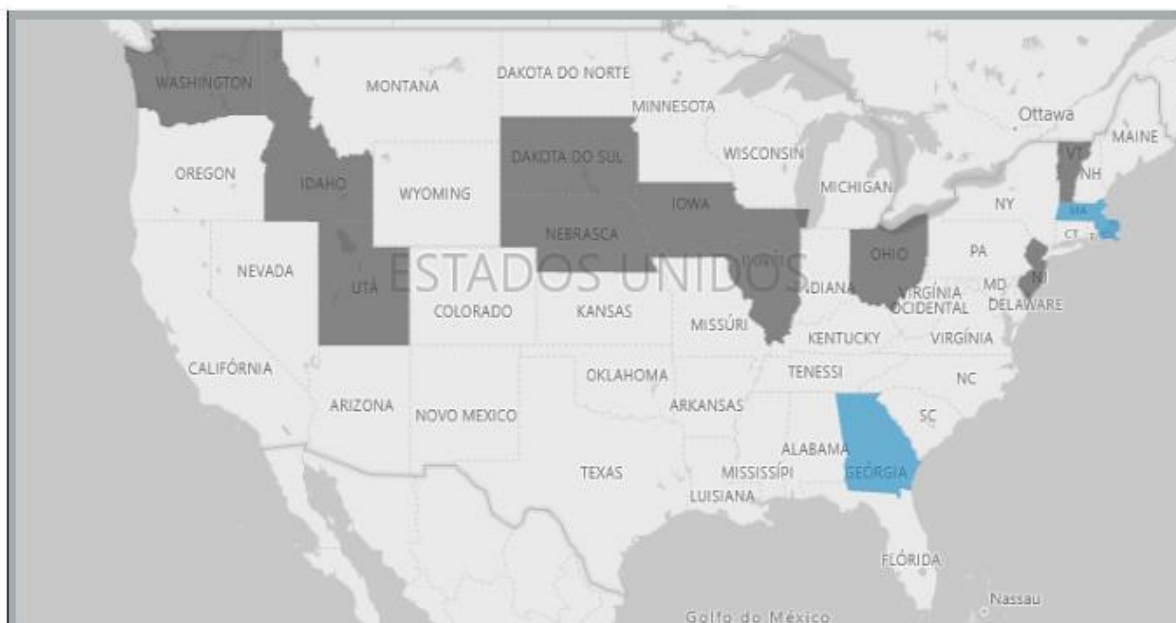 WASHINGTON
MONTANA
DAKOTA DO NORTE
MINNESOTA
Ottawa
MAINE
OREGON
IDAHO
WYOMING
DAKOTA DO SUL
WISCONSIN
MICHIGAN
VT
NH
NY
MA
CT
IOWA
NEBRASCA
NEVADA
UTÁ
ESTADOS UNIDOS
COLORADO
KANSAS
MISSÚRI
INDIANA
OHIO
PA
NJ
MD
DELAWARE
VIRGÍNIA
OCIDENTAL
VIRGÍNIA
KENTUCKY
CALIFÓRNIA
ARIZONA
NOVO MEXICO
OKLAHOMA
ARKANSAS
TENESSI
NC
SC
TEXAS
LUISIANA
MISSISSÍPI
ALABAMA
GEÓRGIA
FLÓRIDA
Nassau
Golfo do México